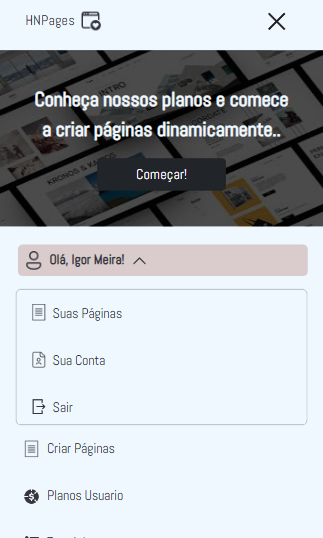 HNPages
Conheça nossos planos e comece
a criar páginas dinamicamente..
Começar!
Olá, Igor Meira!
Suas Páginas
Sua Conta
Sair
Criar Páginas
Planos Usuario